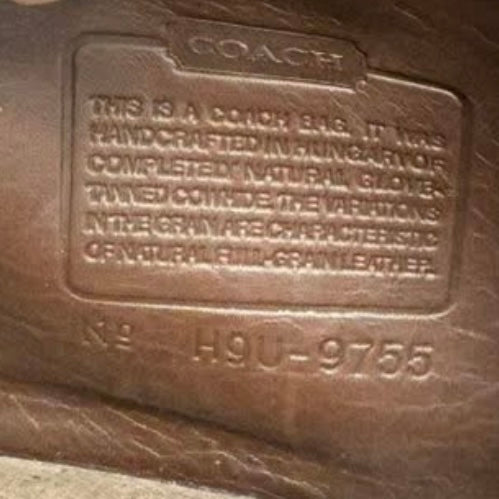 COACH
THIS IS A COACH BAG. IT WAS
HANDCRAFTED IN HUNGARY OF
COMPLETELY NATURAL GLOVE-
TANNED COWHIDE. THE VARIATIONS
IN THE GRAIN ARE CHARACTERISTIC
OF NATURAL FULL-GRAIN LEATHER.
Nº H9U-9755